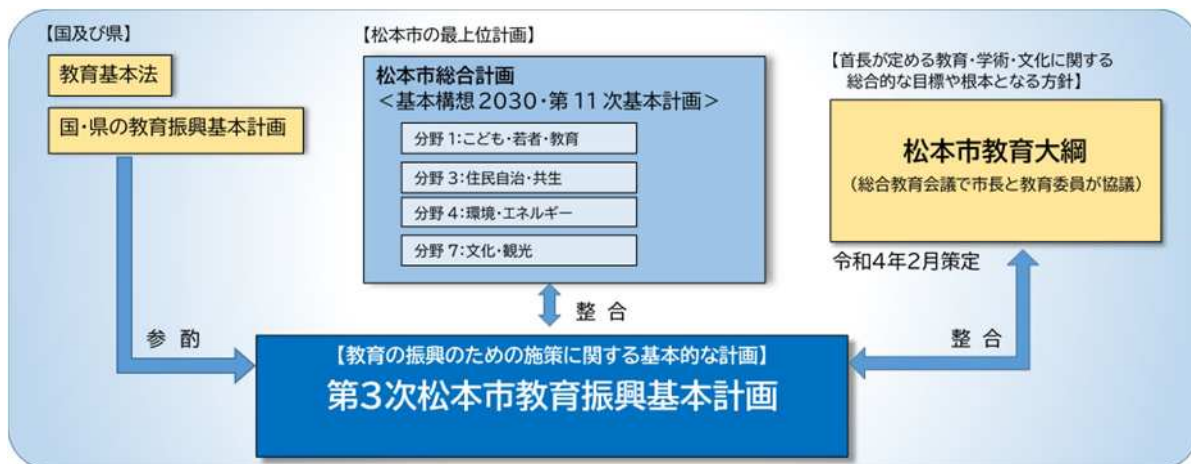 【国及び県】
教育基本法
国・県の教育振興基本計画
参 酌
【松本市の最上位計画】
松本市総合計画
＜基本構想2030・第11次基本計画＞
分野1:こども・若者・教育
分野3:住民自治・共生
分野4:環境・エネルギー
分野7:文化・観光
整 合
【首長が定める教育・学術・文化に関する
総合的な目標や根本となる方針】
松本市教育大綱
（総合教育会議で市長と教育委員が協議）
令和4年2月策定
整 合
【教育の振興のための施策に関する基本的な計画】
第3次松本市教育振興基本計画